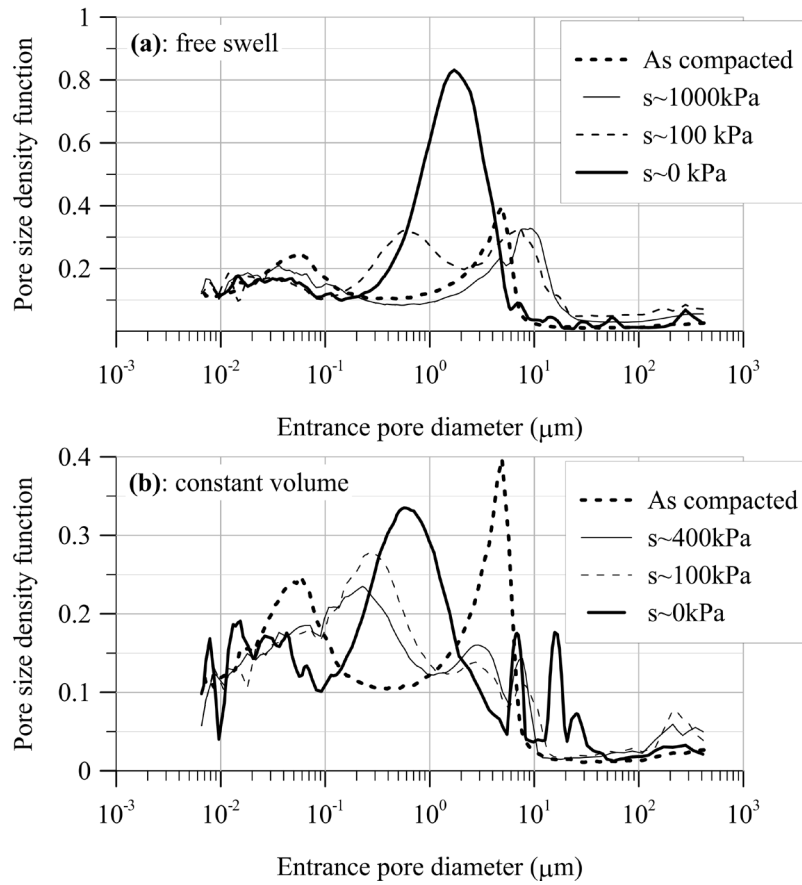 1
(a): free swell
As compacted
s~1000kPa
s~100 kPa
s~0 kPa
0.8
0.6
0.4
0.2
Pore size density function
10⁻³ 10⁻² 10⁻¹ 10⁰ 10¹ 10² 10³
Entrance pore diameter (μm)
0.4
(b): constant volume
As compacted
s~400kPa
s~100kPa
s~0kPa
0.3
0.2
0.1
0
Pore size density function
10⁻³ 10⁻² 10⁻¹ 10⁰ 10¹ 10² 10³
Entrance pore diameter (μm)